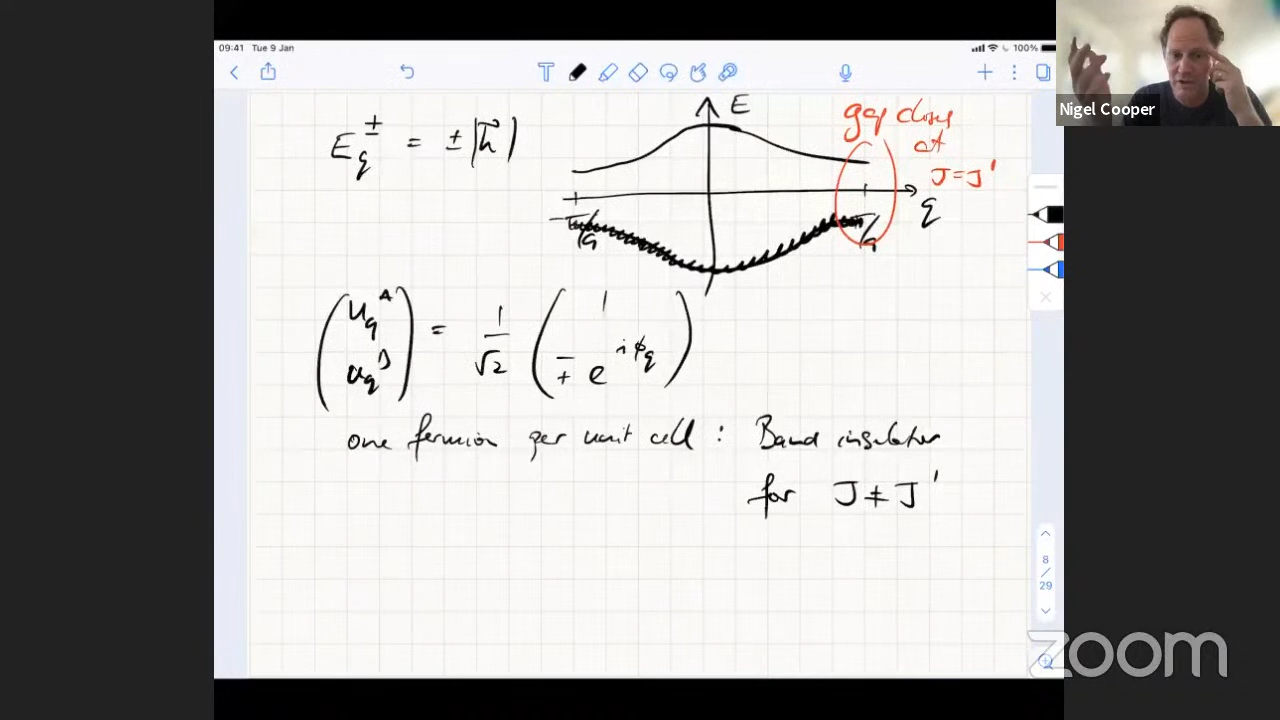 09:41 Tue 9 Jan
100%
Nigel Cooper
E_q^± = ±|h⃗|
E
gap closes
at
J=J'
q
-π/a
π/a
(u_q^A u_q^B) = 1/√2 (1 ∓e^{iϕ_q})
one fermion per unit cell : Band insulator
for J ≠ J'
8
/
29
zoom